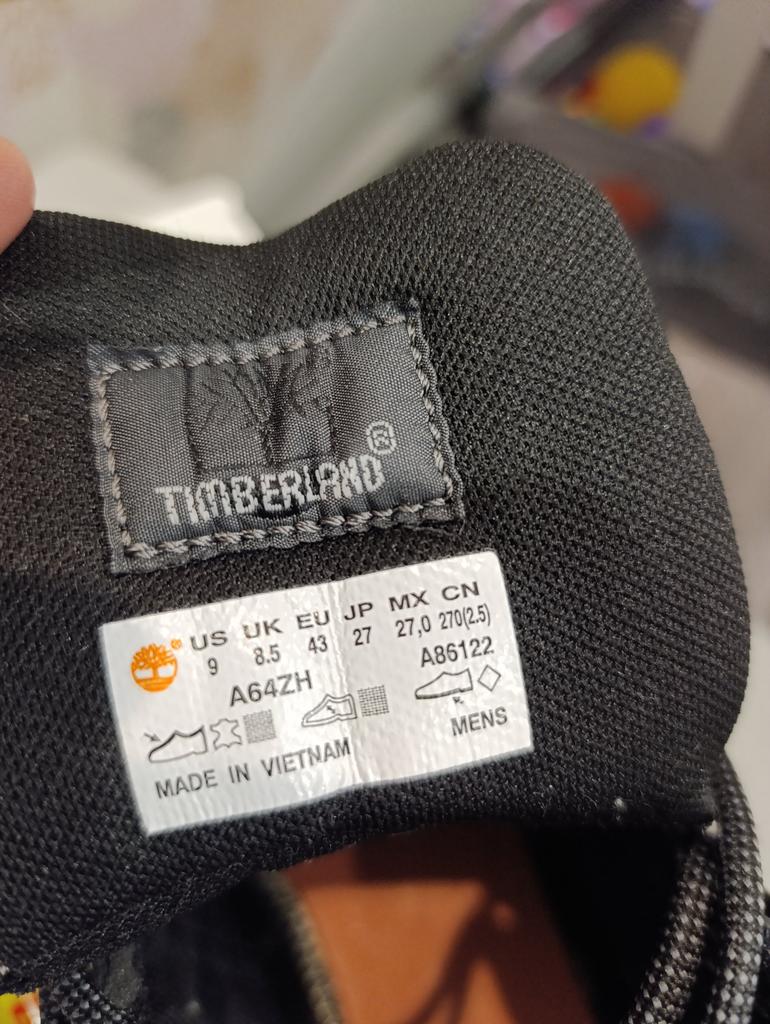 TIMBERLAND®
US UK EU JP MX CN
9 8.5 43 27 27,0 270(2.5)
A64ZH A86122
MENS
MADE IN VIETNAM